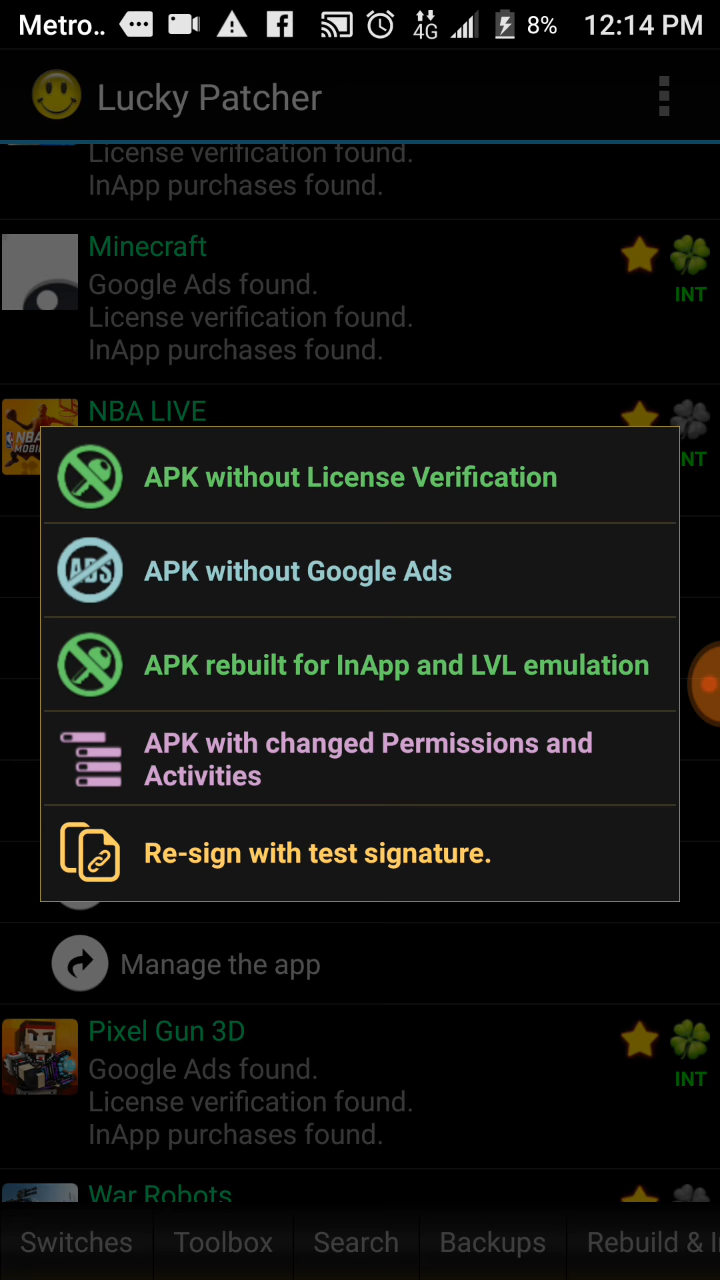 Metro.. 4G 8% 12:14 PM
Lucky Patcher
License verification found.
InApp purchases found.
Minecraft
Google Ads found.
INT
License verification found.
InApp purchases found.
NBA LIVE
APK without License Verification
APK without Google Ads
ADS
APK rebuilt for InApp and LVL emulation
APK with changed Permissions and
Activities
Re-sign with test signature.
Manage the app
Pixel Gun 3D
Google Ads found.
INT
License verification found.
InApp purchases found.
War Robots
Switches Toolbox Search Backups Rebuild &